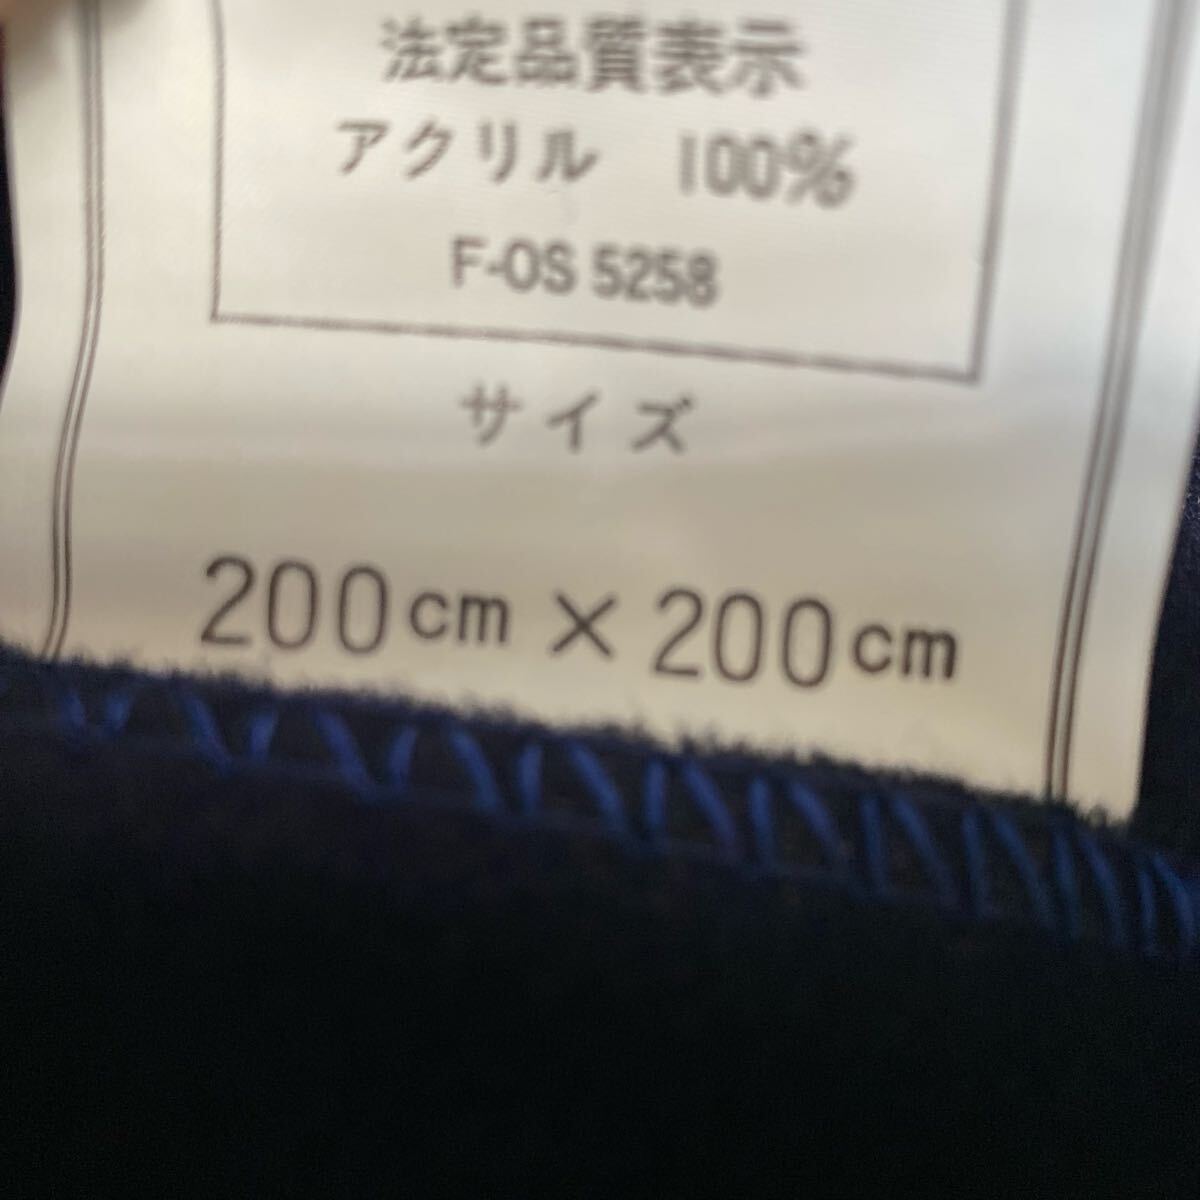 法定品質表示
アクリル 100%
F-OS 5258
サイズ
200cm×200cm